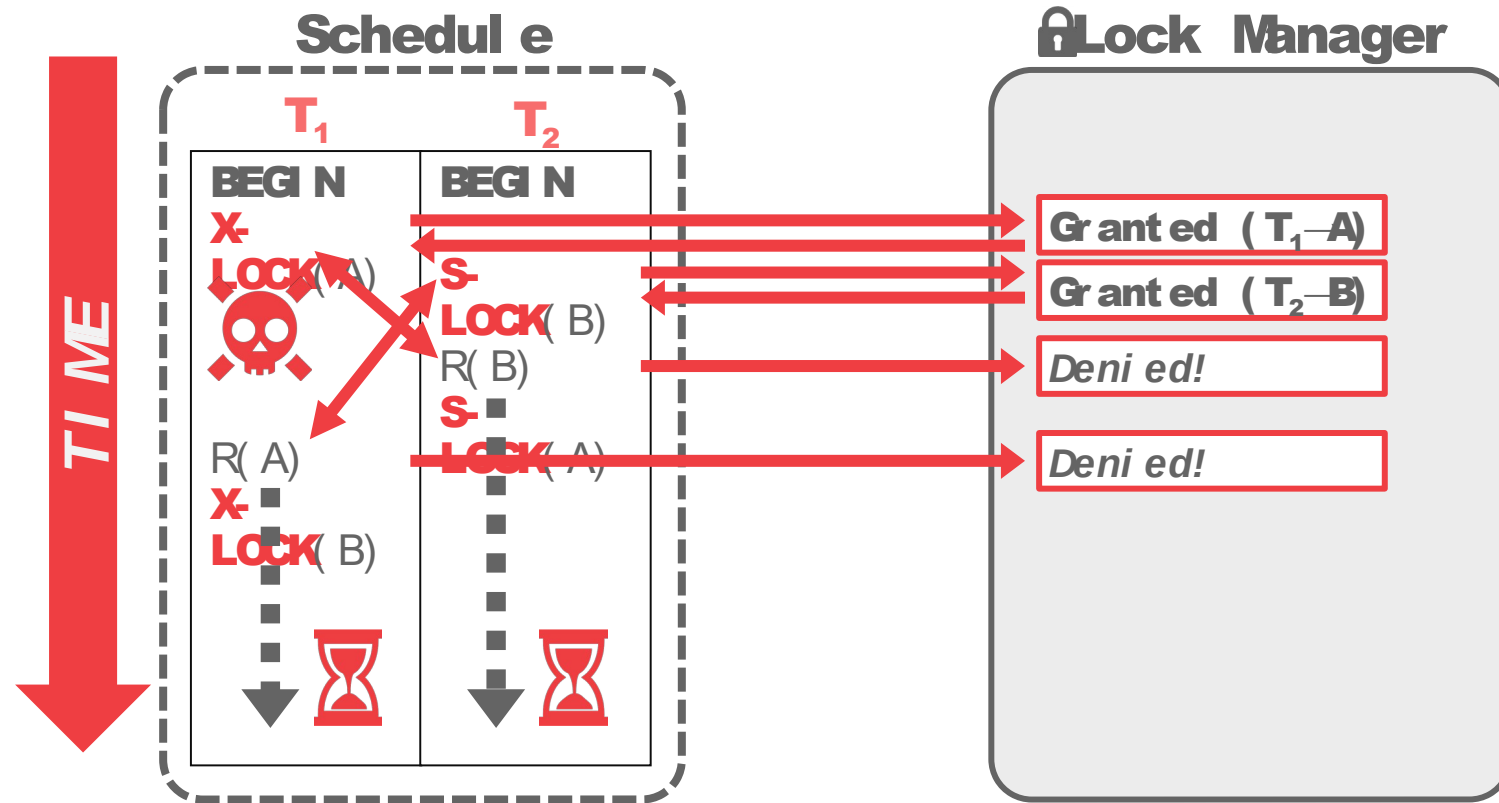 Schedule
Lock Manager
TIME
T1
T2
BEGIN
X-
LOCK(A)
R(A)
X-
LOCK(B)
BEGIN
S-
LOCK(B)
R(B)
S-
LOCK(A)
Granted (T1—A)
Granted (T2—B)
Denied!
Denied!